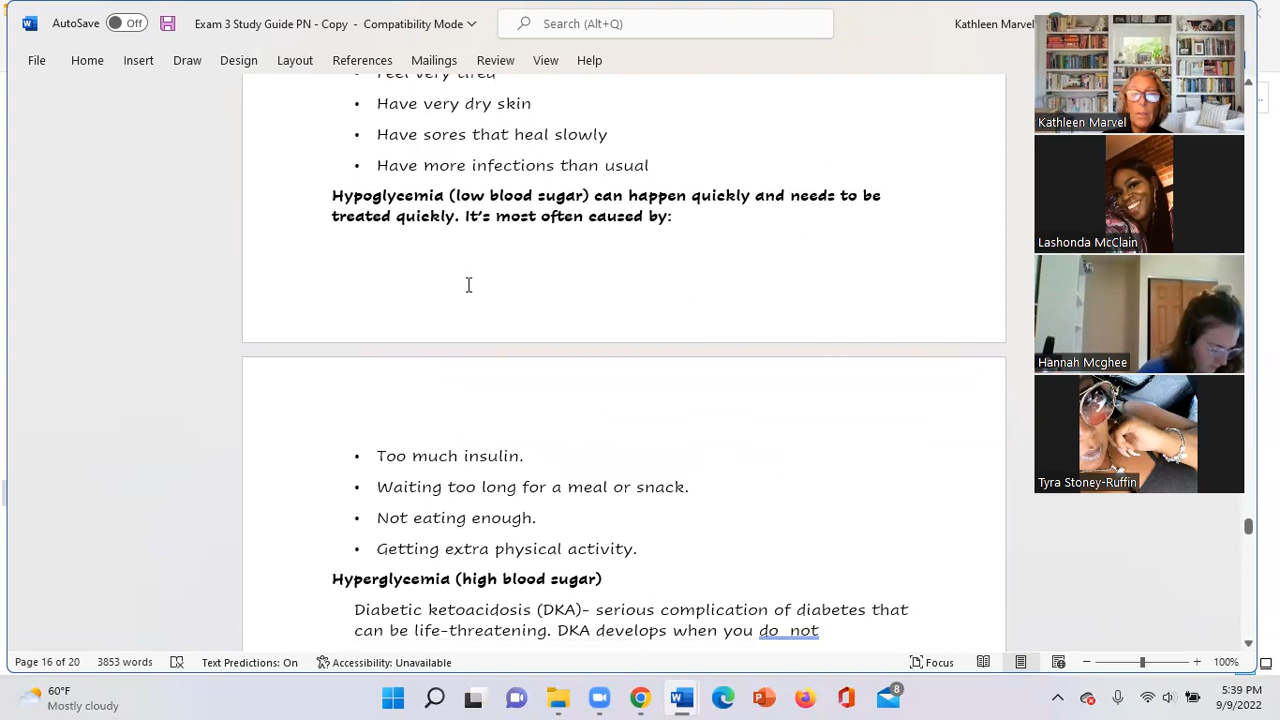 AutoSave Off Exam 3 Study Guide PN - Copy - Compatibility Mode Search (Alt+Q) Kathleen Marvel
File Home Insert Draw Design Layout References Mailings Review View Help
• Feel very tired
• Have very dry skin
• Have sores that heal slowly
• Have more infections than usual
Hypoglycemia (low blood sugar) can happen quickly and needs to be
treated quickly. It's most often caused by:
• Too much insulin.
• Waiting too long for a meal or snack.
• Not eating enough.
• Getting extra physical activity.
Hyperglycemia (high blood sugar)
Diabetic ketoacidosis (DKA)- serious complication of diabetes that
can be life-threatening. DKA develops when you do not
Kathleen Marvel
Lashonda McClain
Hannah Mcghee
Tyra Stoney-Ruffin
Page 16 of 20 3853 words Text Predictions: On Accessibility: Unavailable Focus 100%
60°F
Mostly cloudy
8
5:39 PM
9/9/2022